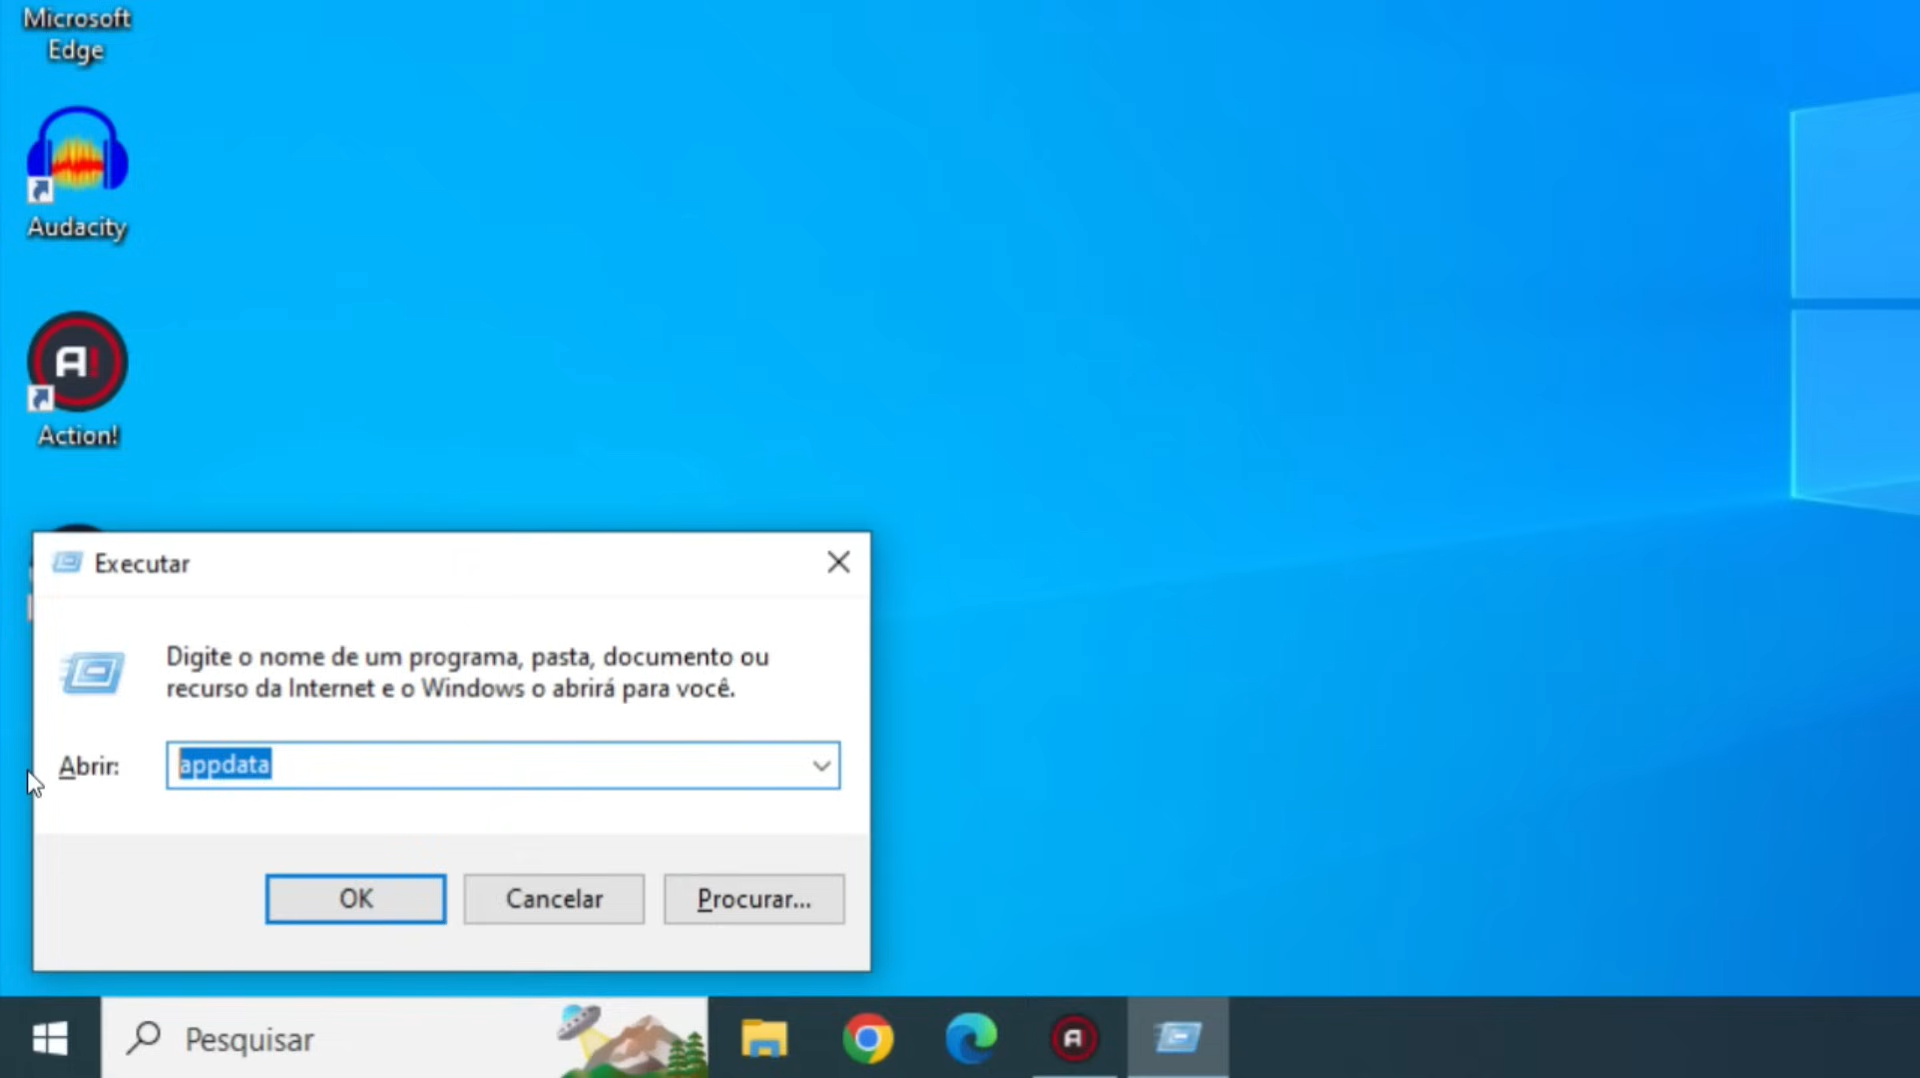 Microsoft
Edge
Audacity
A!
Action!
Executar
Digite o nome de um programa, pasta, documento ou
recurso da Internet e o Windows o abrirá para você.
Abrir:
appdata
OK
Cancelar
Procurar...
Pesquisar
A